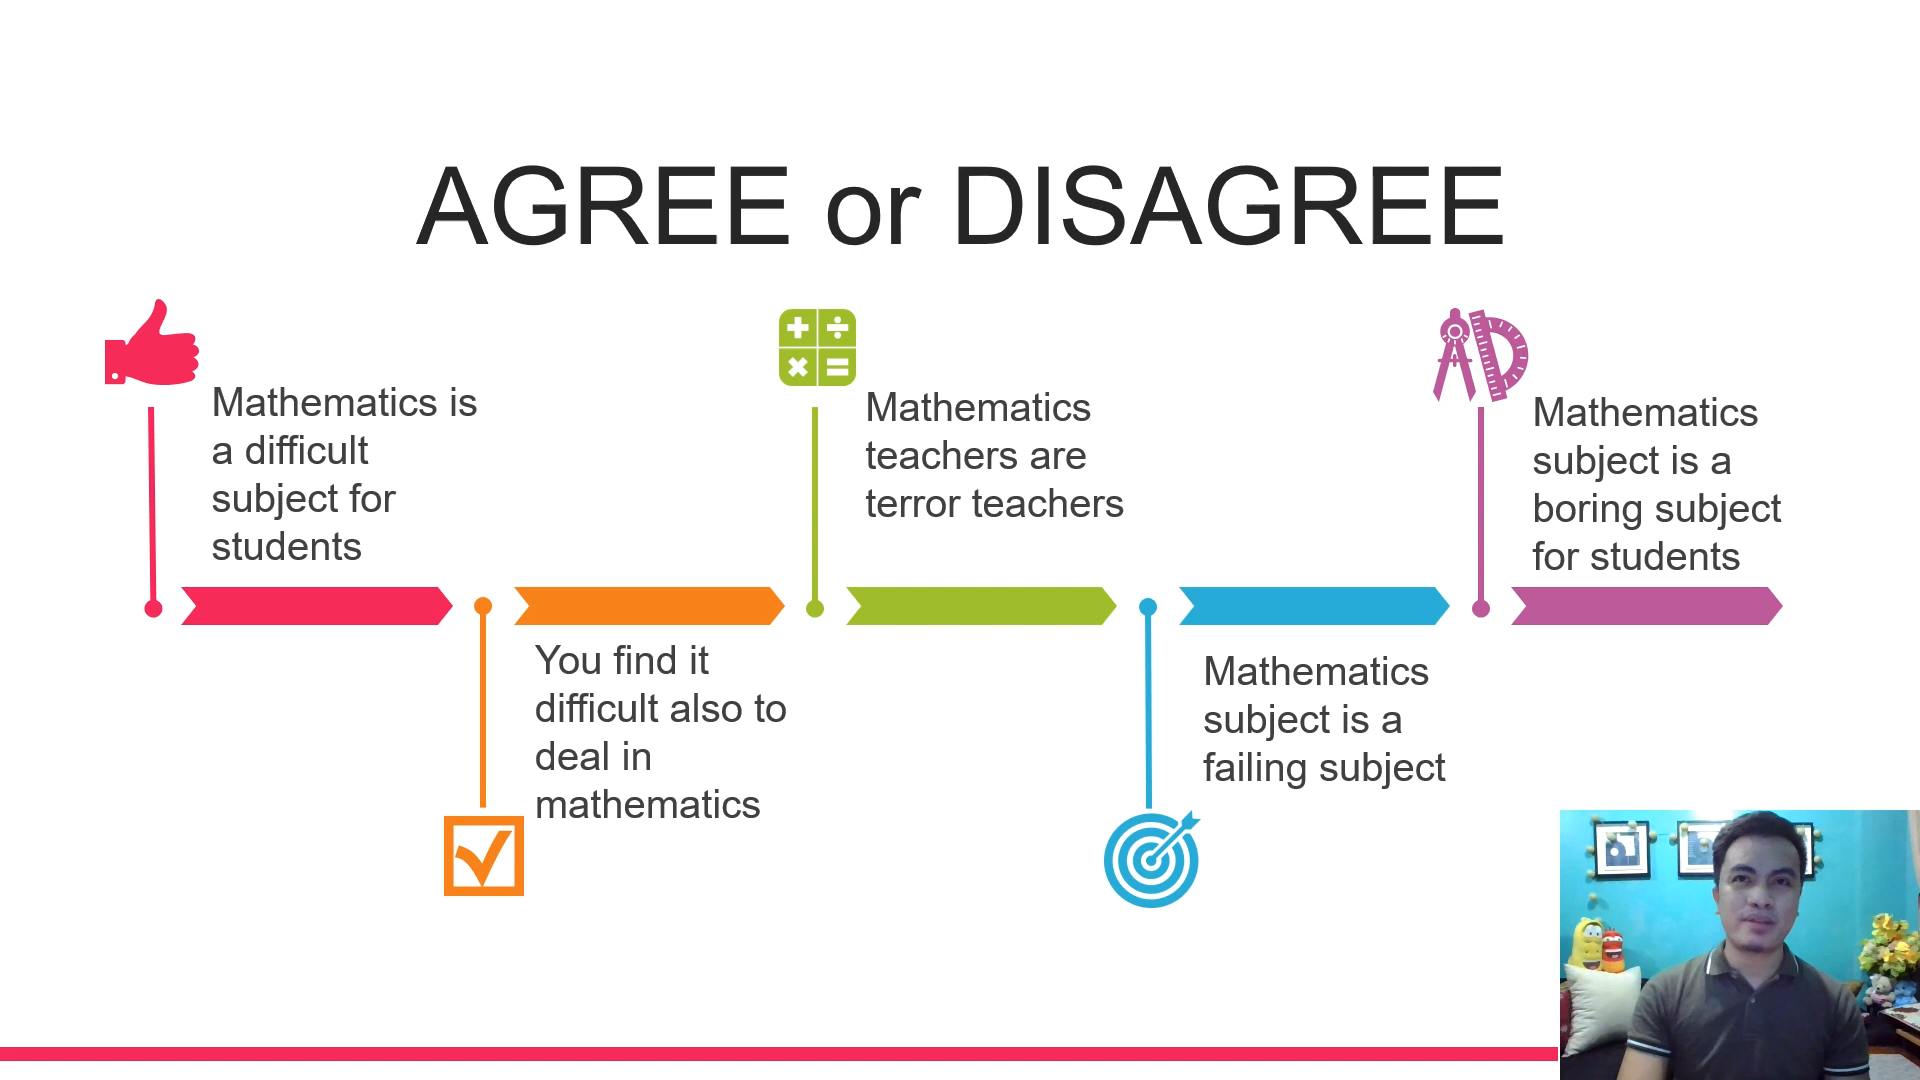 AGREE or DISAGREE
Mathematics is
a difficult
subject for
students
You find it
difficult also to
deal in
mathematics
Mathematics
teachers are
terror teachers
Mathematics
subject is a
failing subject
Mathematics
subject is a
boring subject
for students